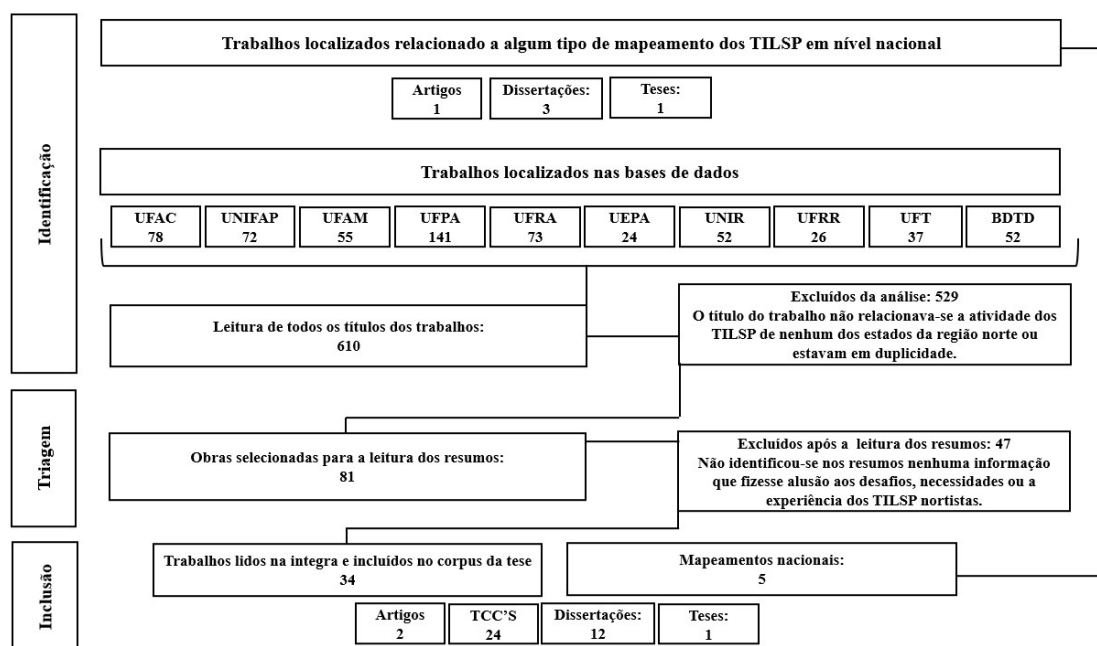 Identificação
Trabalhos localizados relacionado a algum tipo de mapeamento dos TILSP em nível nacional
Artigos
1
Dissertações:
3
Teses:
1
Trabalhos localizados nas bases de dados
UFAC
78
UNIFAP
72
UFAM
55
UFPA
141
UFRA
73
UEPA
24
UNIR
52
UFRR
26
UFT
37
BDTD
52
Leitura de todos os títulos dos trabalhos:
610
Excluídos da análise: 529
O título do trabalho não relacionava-se a atividade dos
TILSP de nenhum dos estados da região norte ou
estavam em duplicidade.
Triagem
Obras selecionadas para a leitura dos resumos:
81
Excluídos após a leitura dos resumos: 47
Não identificou-se nos resumos nenhuma informação
que fizesse alusão aos desafios, necessidades ou a
experiência dos TILSP nortistas.
Inclusão
Trabalhos lidos na integra e incluídos no corpus da tese
34
Mapeamentos nacionais:
5
Artigos
2
TCC'S
24
Dissertações:
12
Teses:
1